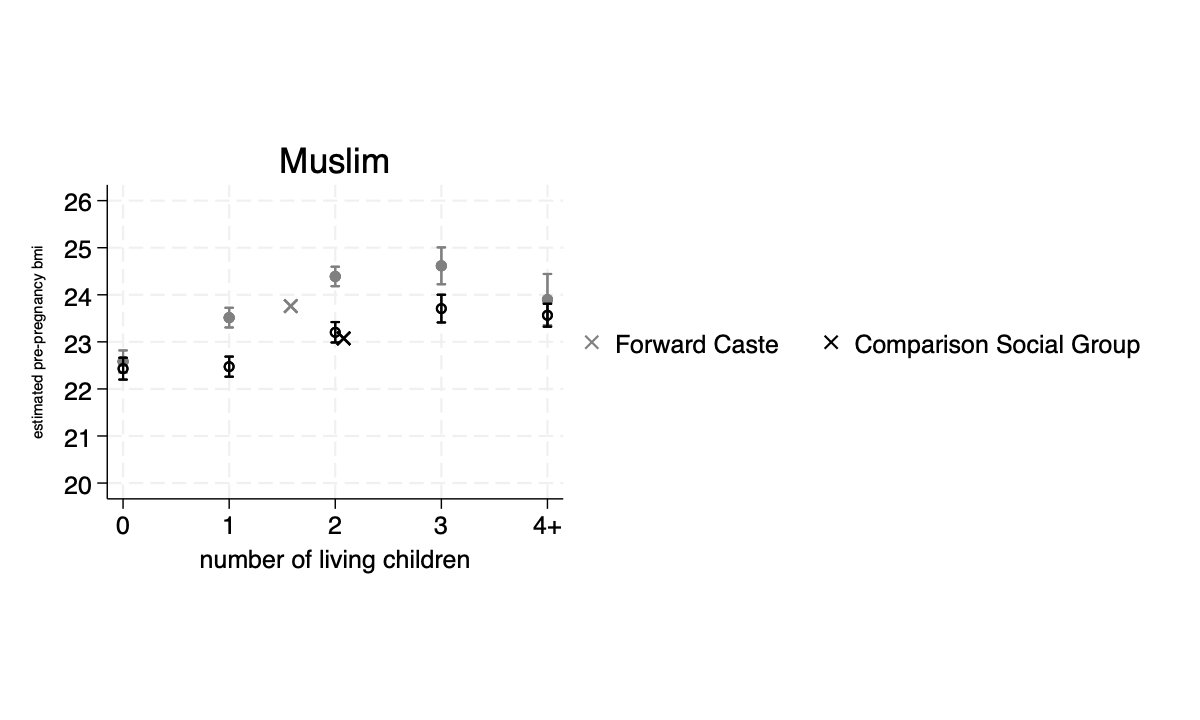 Muslim
26
25
24
23
22
21
20
estimated pre-pregnancy bmi
0 1 2 3 4+
number of living children
Forward Caste Comparison Social Group